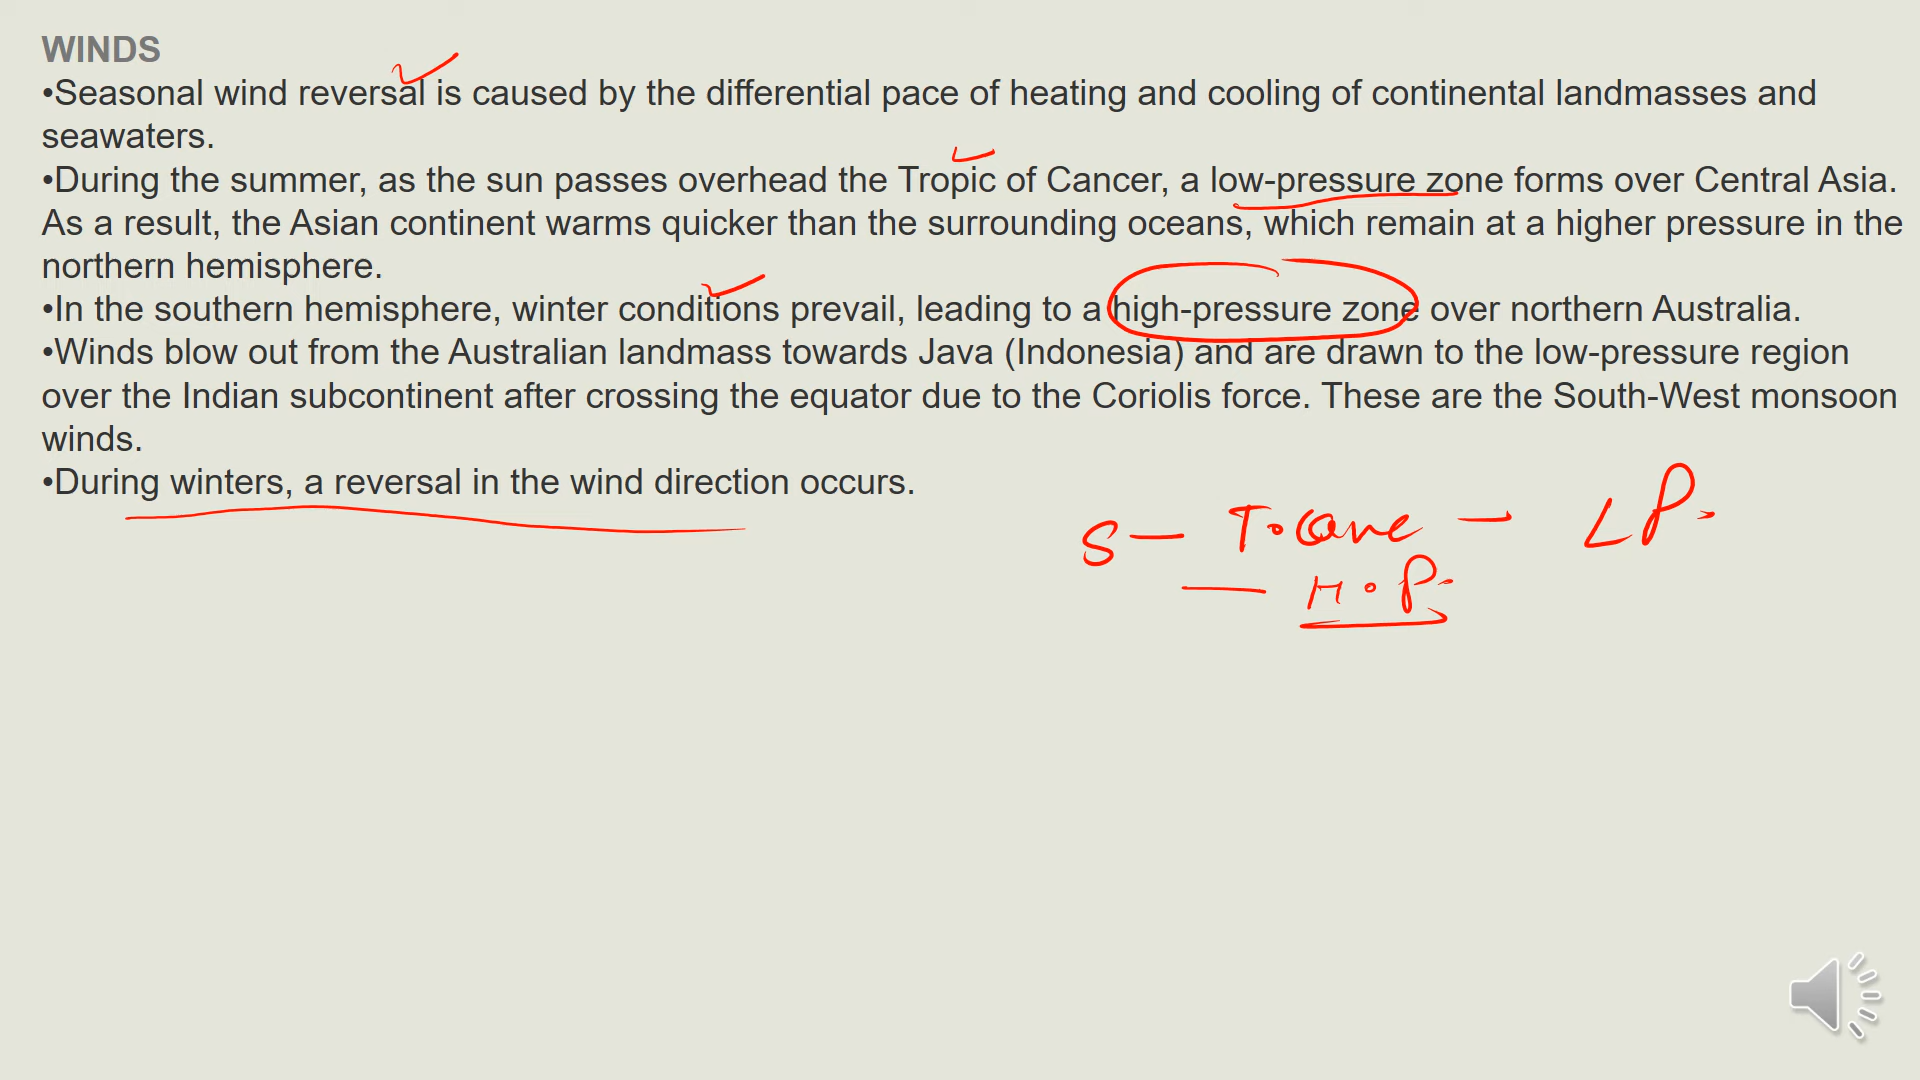 WINDS
•Seasonal wind reversal is caused by the differential pace of heating and cooling of continental landmasses and
seawaters.
•During the summer, as the sun passes overhead the Tropic of Cancer, a low-pressure zone forms over Central Asia.
As a result, the Asian continent warms quicker than the surrounding oceans, which remain at a higher pressure in the
northern hemisphere.
•In the southern hemisphere, winter conditions prevail, leading to a high-pressure zone over northern Australia.
•Winds blow out from the Australian landmass towards Java (Indonesia) and are drawn to the low-pressure region
over the Indian subcontinent after crossing the equator due to the Coriolis force. These are the South-West monsoon
winds.
•During winters, a reversal in the wind direction occurs.
S — T. — LP.
— H.P.